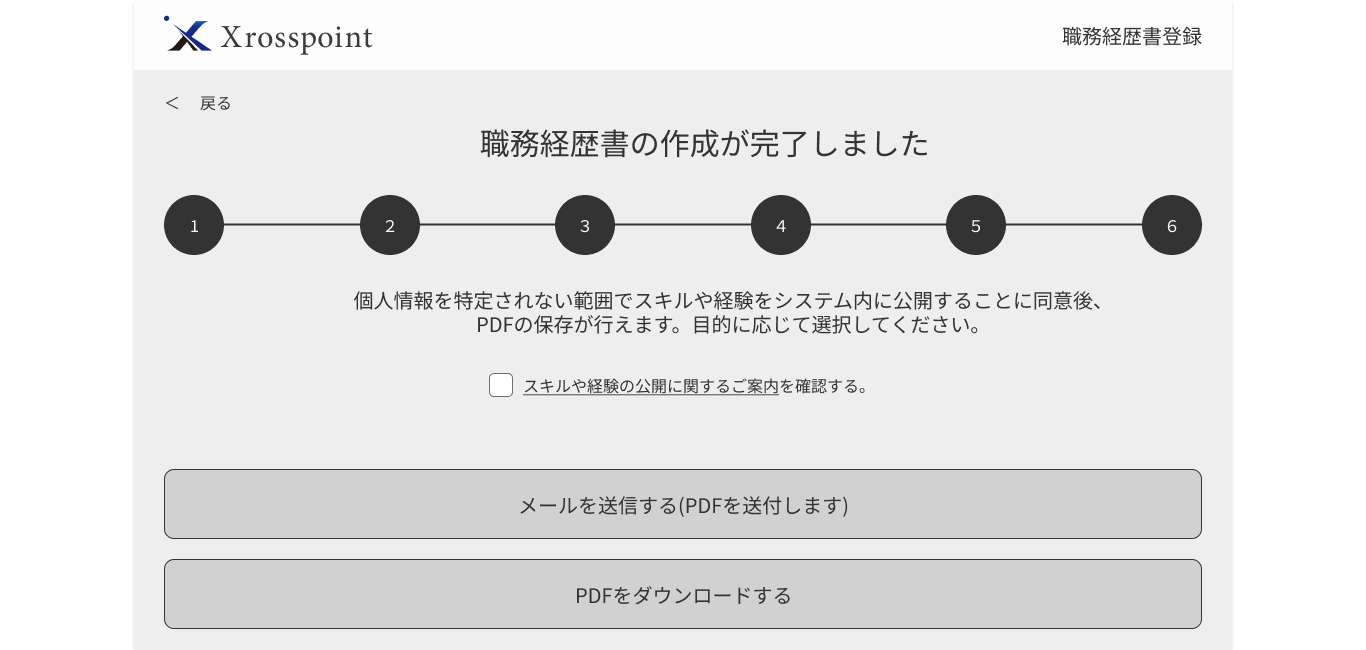 Xrosspoint
職務経歴書登録
＜ 戻る
職務経歴書の作成が完了しました
1 2 3 4 5 6
個人情報を特定されない範囲でスキルや経験をシステム内に公開することに同意後、
PDFの保存が行えます。目的に応じて選択してください。
スキルや経験の公開に関するご案内を確認する。
メールを送信する(PDFを送付します)
PDFをダウンロードする